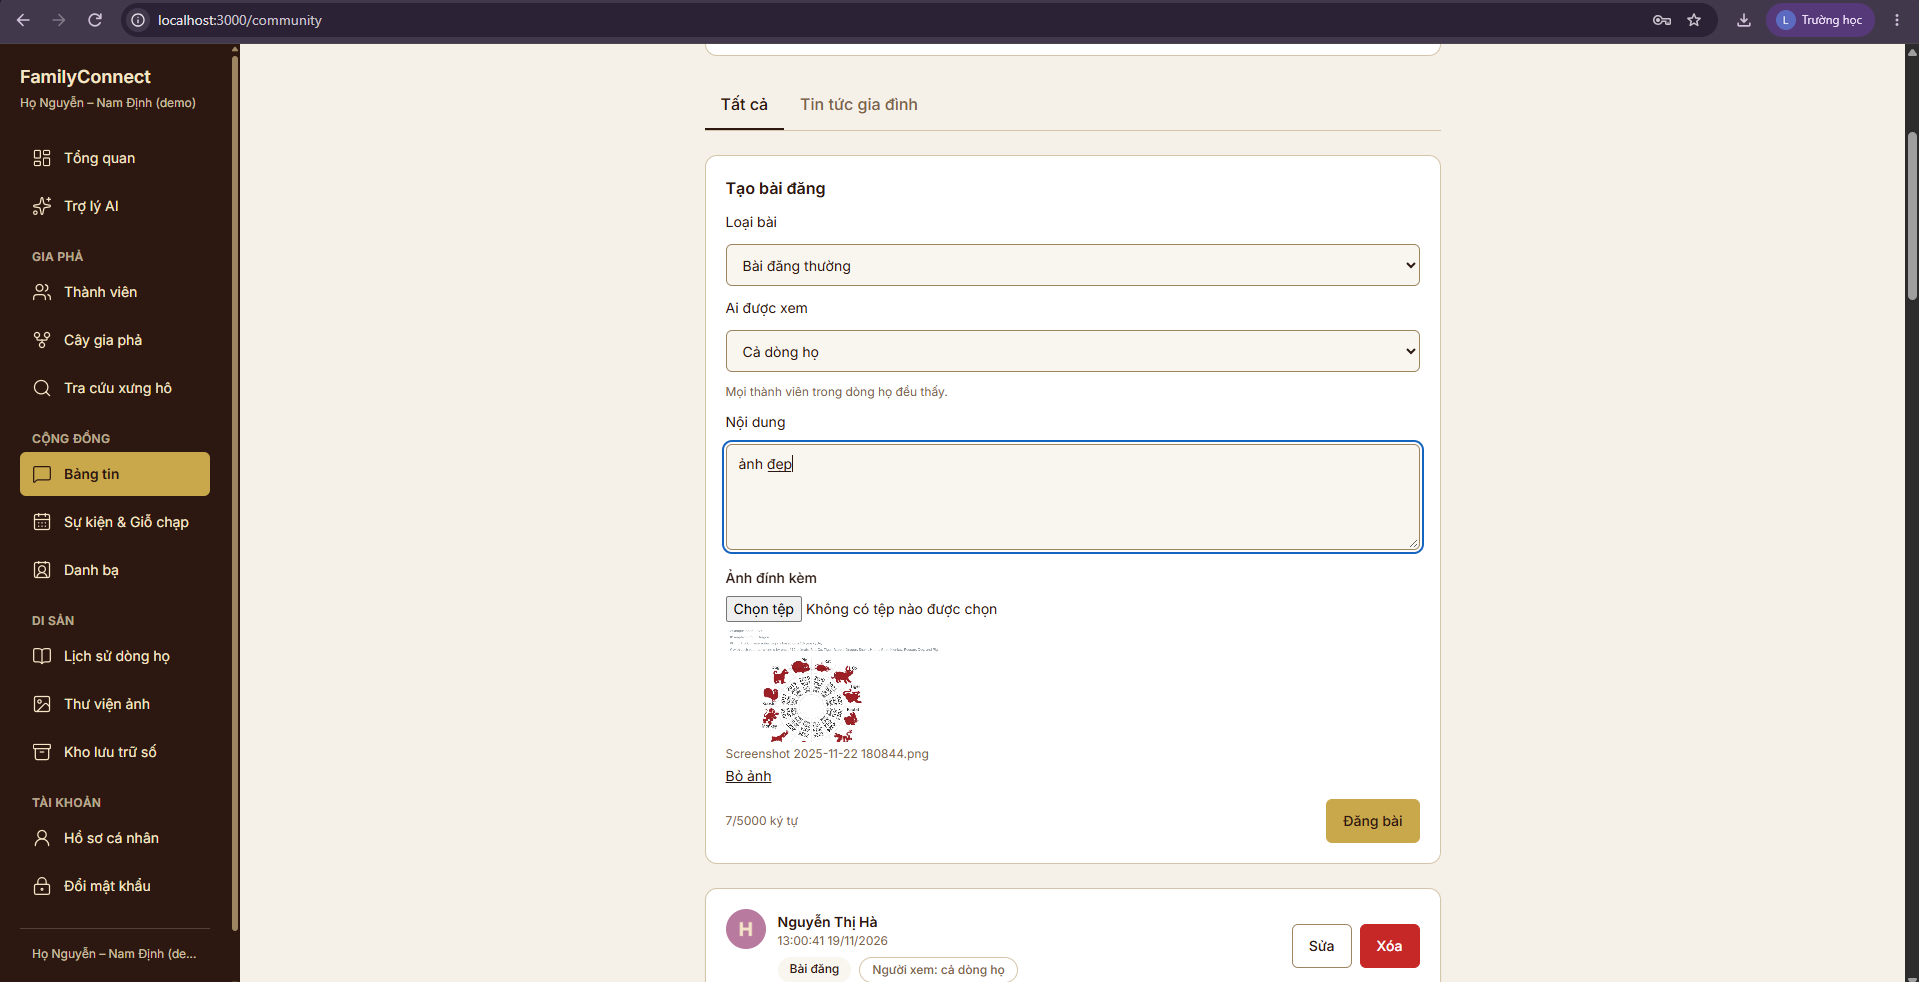 localhost:3000/community
Trường học
L
FamilyConnect
Họ Nguyễn – Nam Định (demo)
Tổng quan
Trợ lý AI
GIA PHẢ
Thành viên
Cây gia phả
Tra cứu xưng hô
CỘNG ĐỒNG
Bảng tin
Sự kiện & Giỗ chạp
Danh bạ
DI SẢN
Lịch sử dòng họ
Thư viện ảnh
Kho lưu trữ số
TÀI KHOẢN
Hồ sơ cá nhân
Đổi mật khẩu
Họ Nguyễn – Nam Định (de...
Tất cả
Tin tức gia đình
Tạo bài đăng
Loại bài
Bài đăng thường
Ai được xem
Cả dòng họ
Mọi thành viên trong dòng họ đều thấy.
Nội dung
ảnh đep
Ảnh đính kèm
Chọn tệp Không có tệp nào được chọn
Screenshot 2025-11-22 180844.png
Bỏ ảnh
7/5000 ký tự
Đăng bài
H
Nguyễn Thị Hà
13:00:41 19/11/2026
Bài đăng
Người xem: cả dòng họ
Sửa
Xóa